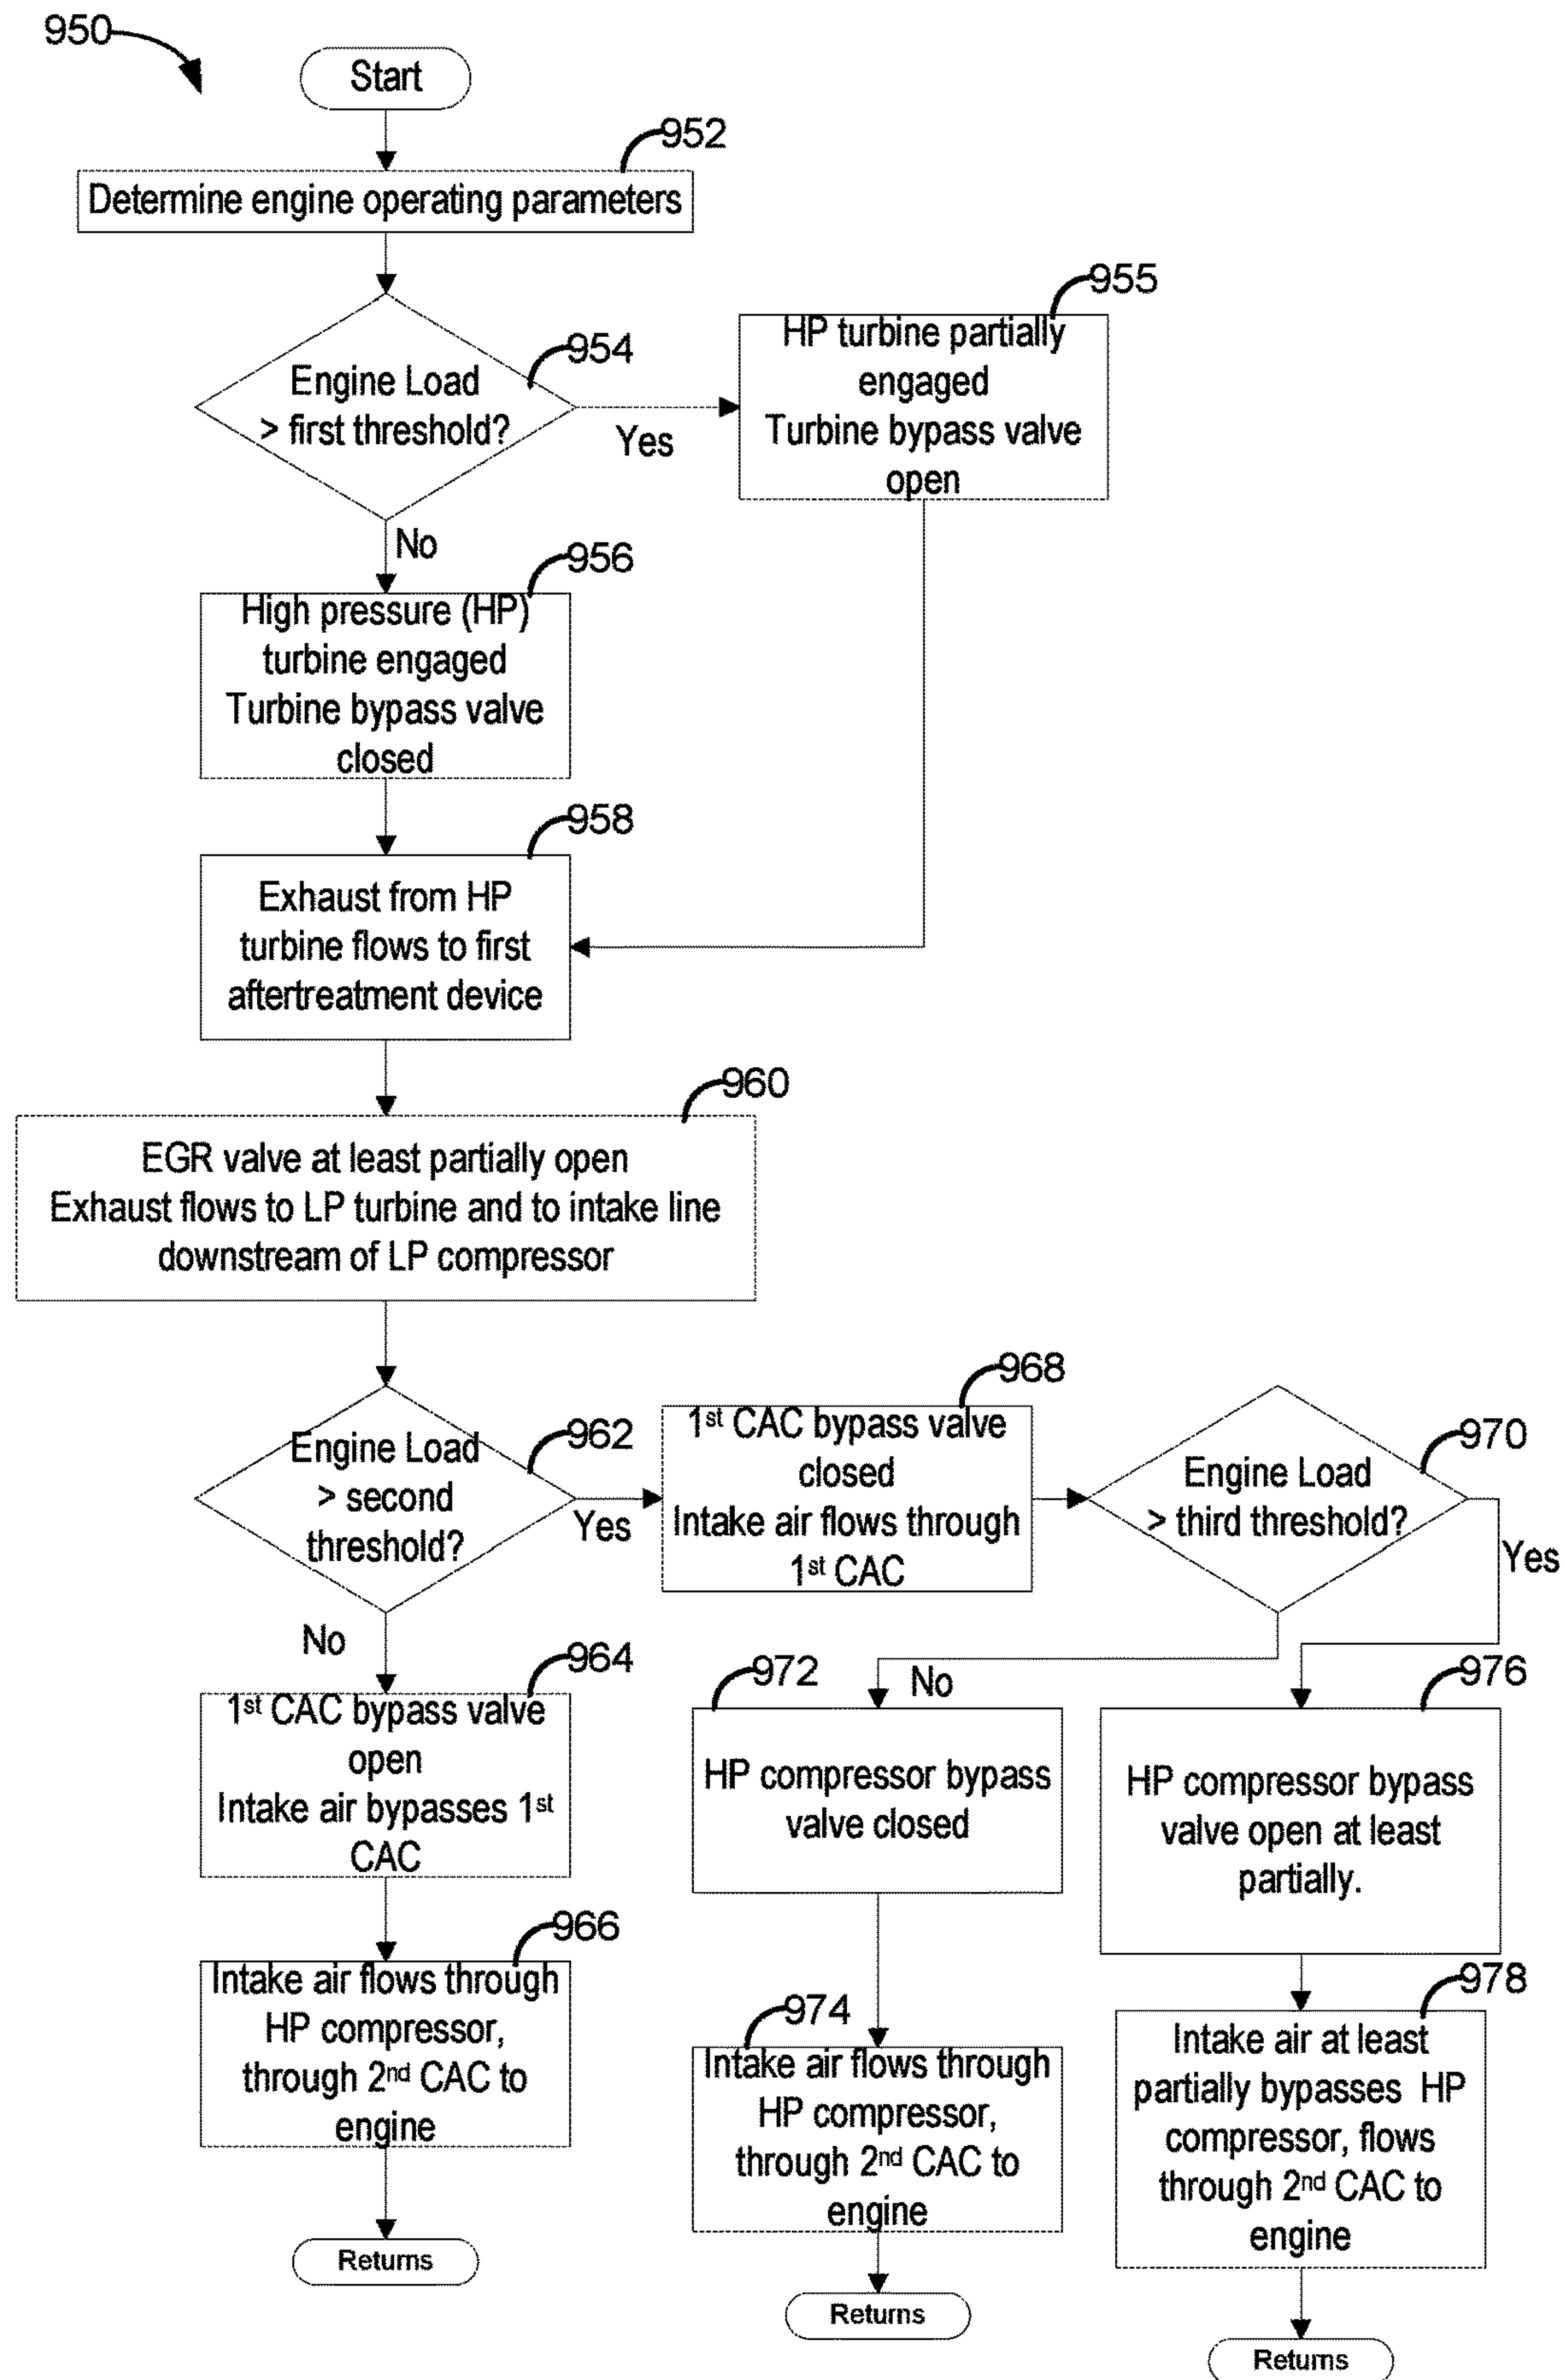 950
Start
952
Determine engine operating parameters
954
Engine Load
> first threshold?
Yes
955
HP turbine partially
engaged
Turbine bypass valve
open
No
956
High pressure (HP)
turbine engaged
Turbine bypass valve
closed
958
Exhaust from HP
turbine flows to first
aftertreatment device
960
EGR valve at least partially open
Exhaust flows to LP turbine and to intake line
downstream of LP compressor
962
Engine Load
> second
threshold?
Yes
968
1st CAC bypass valve
closed
Intake air flows through
1st CAC
970
Engine Load
> third threshold?
Yes
No
964
1st CAC bypass valve
open
Intake air bypasses 1st
CAC
966
Intake air flows through
HP compressor,
through 2nd CAC to
engine
Returns
972
No
HP compressor bypass
valve closed
974
Intake air flows through
HP compressor,
through 2nd CAC to
engine
Returns
976
HP compressor bypass
valve open at least
partially.
978
Intake air at least
partially bypasses HP
compressor, flows
through 2nd CAC to
engine
Returns